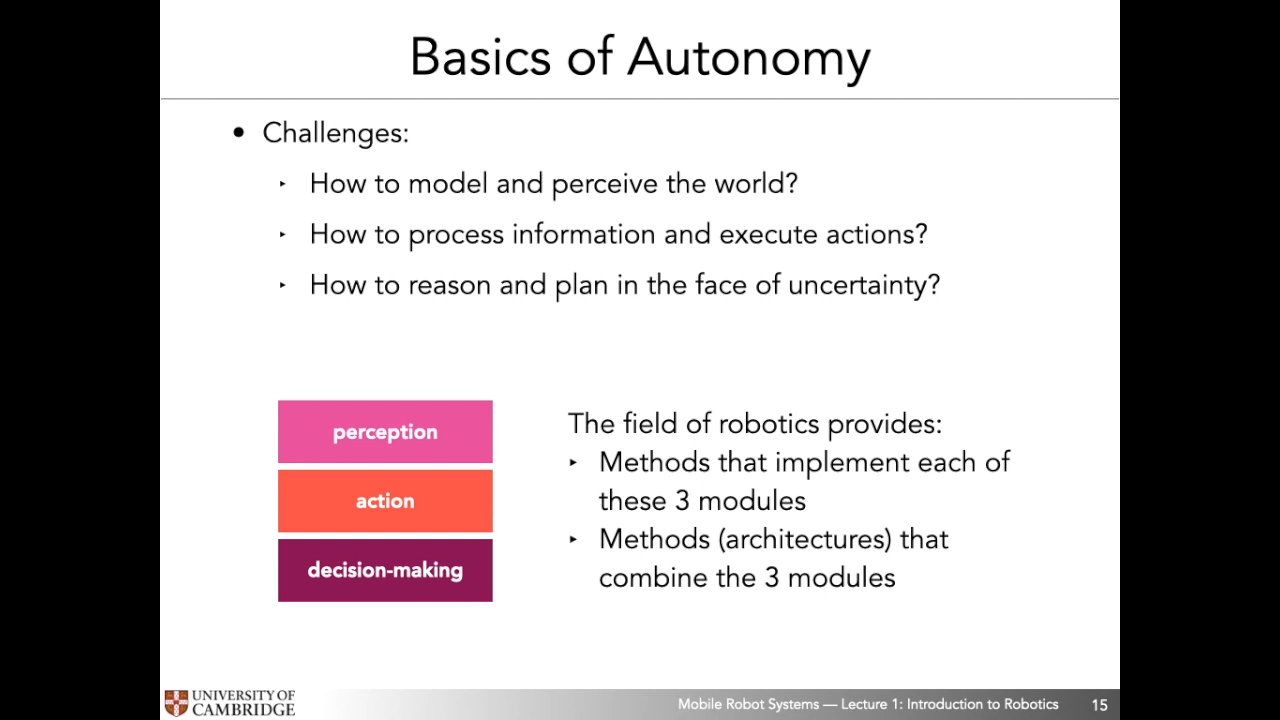 Basics of Autonomy
• Challenges:
‣ How to model and perceive the world?
‣ How to process information and execute actions?
‣ How to reason and plan in the face of uncertainty?
perception
action
decision-making
The field of robotics provides:
‣ Methods that implement each of
these 3 modules
‣ Methods (architectures) that
combine the 3 modules
UNIVERSITY OF
CAMBRIDGE
Mobile Robot Systems — Lecture 1: Introduction to Robotics 15